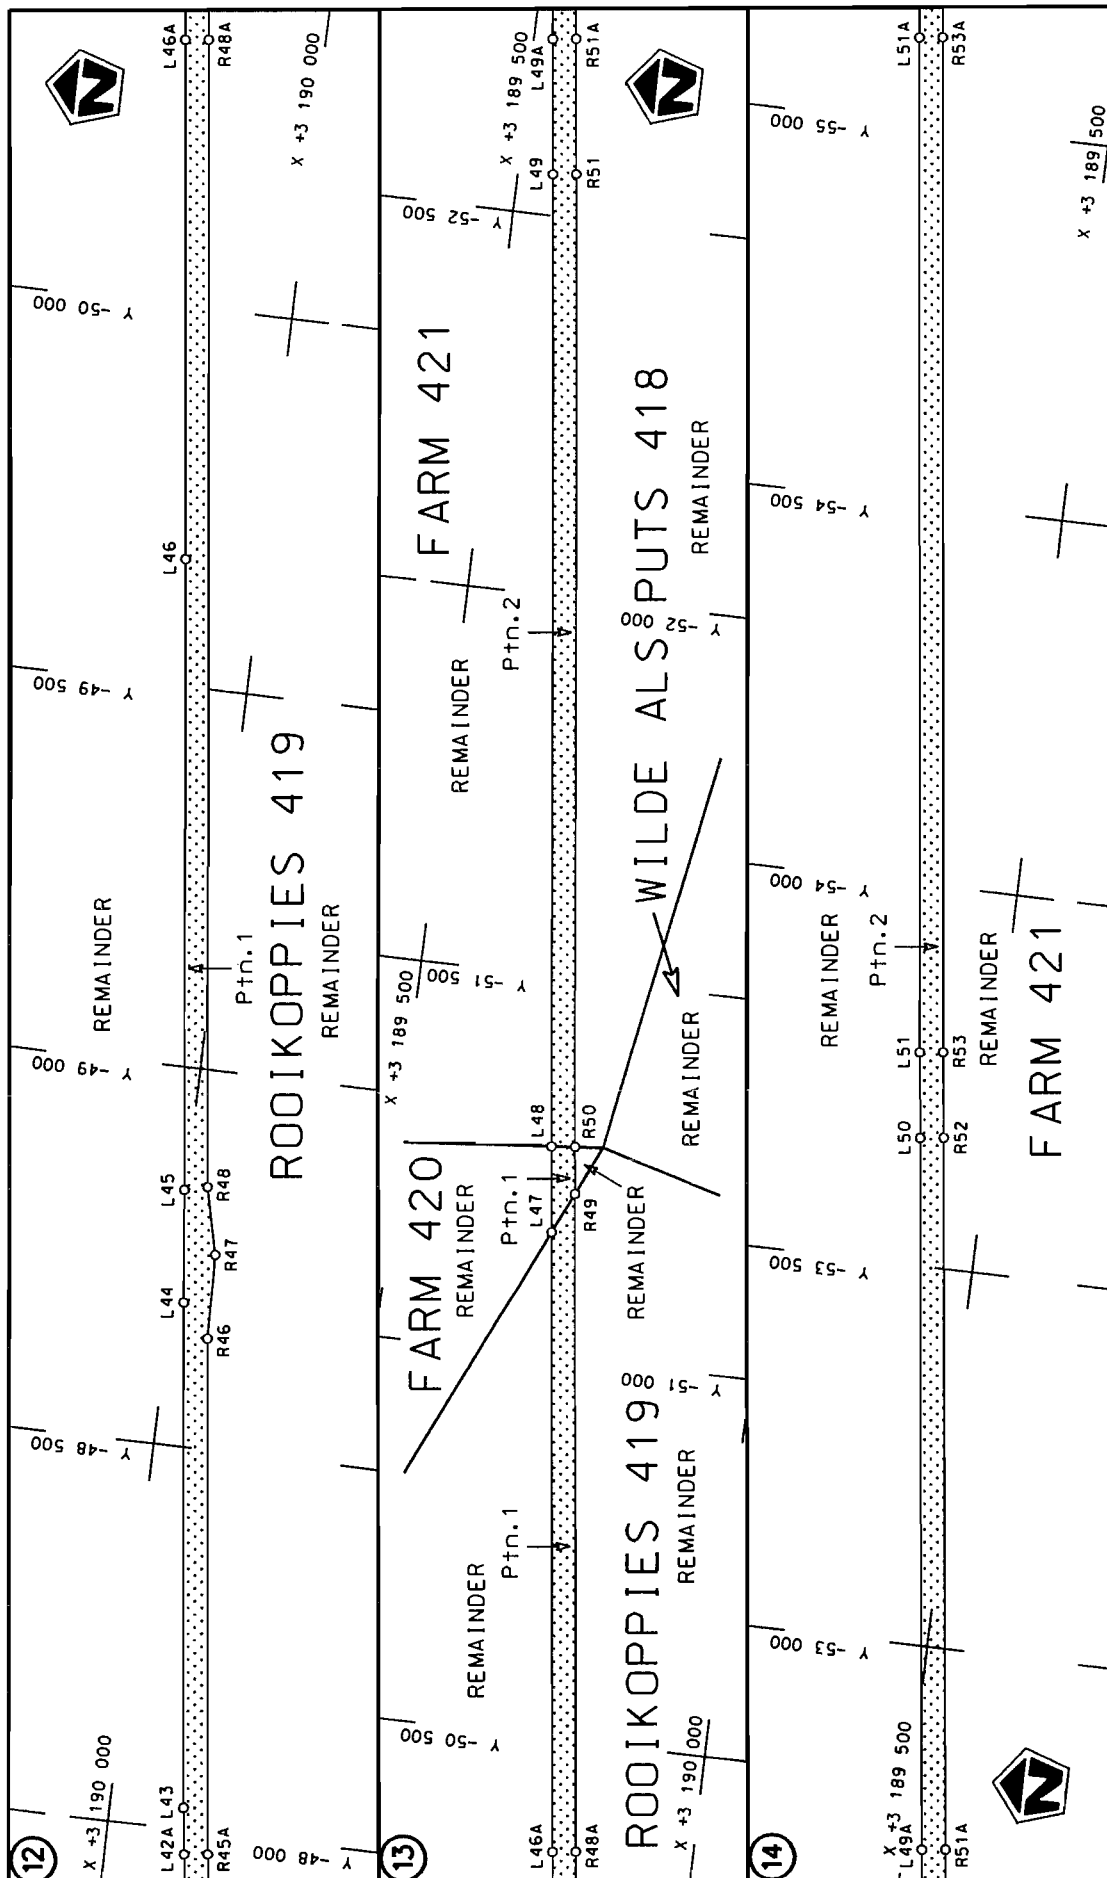 12
L42A
L43
R45A
X +3 190 000
Y -48 000
Y -48 500
L44
R46
R47
L45
R48
Y -49 000
REMAINDER
Ptn.1
ROOIKOPPIES 419
REMAINDER
Y -49 500
L46
Y -50 000
X +3 190 000
L46A
R48A
N
13
L46A
R48A
X +3 190 000
Y -50 500
REMAINDER
Ptn.1
ROOIKOPPIES 419
REMAINDER
Y -51 000
FARM 420
REMAINDER
Ptn.1
L47
R49
REMAINDER
L48
R50
X +3 189 500
Y -51 500
REMAINDER
WILDE ALS PUTS 418
REMAINDER
Y -52 000
REMAINDER
Ptn.2
FARM 421
Y -52 500
L49
R51
X +3 189 500
L49A
R51A
N
14
L49A
R51A
X +3 189 500
Y -53 000
Y -53 500
L50
R52
L51
R53
REMAINDER
Ptn.2
REMAINDER
FARM 421
Y -54 000
Y -54 500
Y -55 000
X +3 189 500
L51A
R53A
N